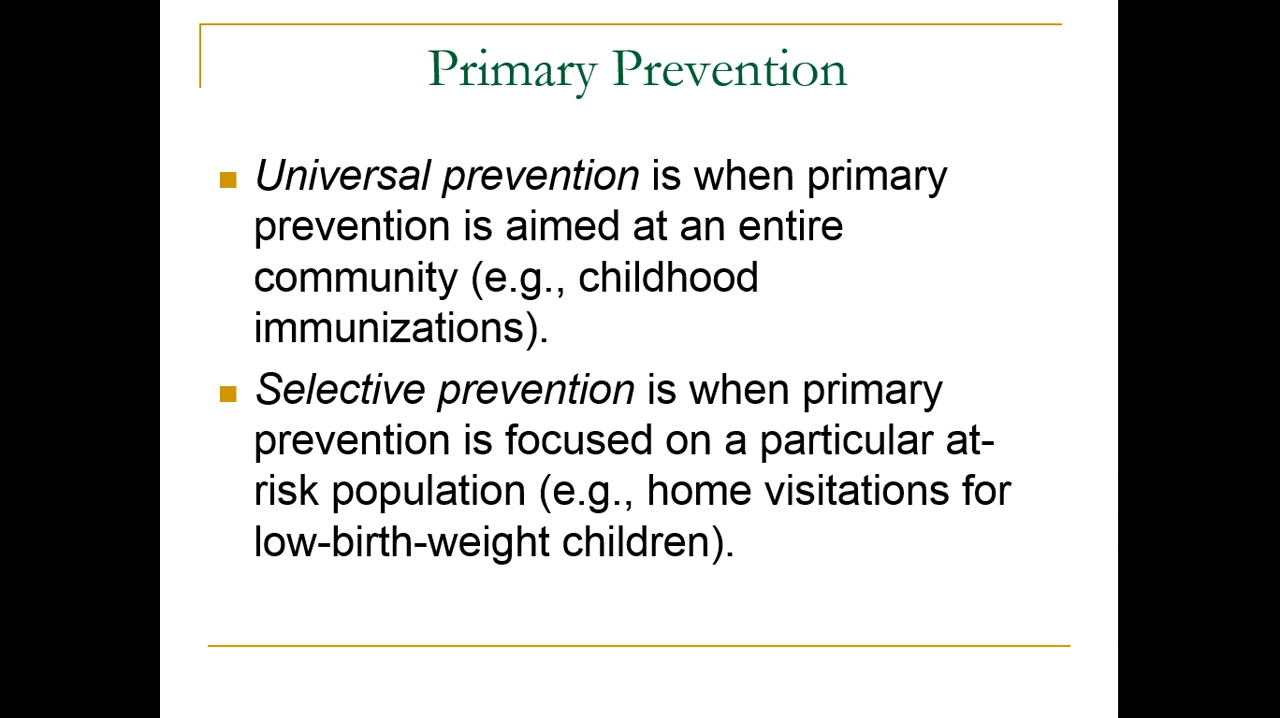 Primary Prevention
Universal prevention is when primary
prevention is aimed at an entire
community (e.g., childhood
immunizations).
Selective prevention is when primary
prevention is focused on a particular at-
risk population (e.g., home visitations for
low-birth-weight children).